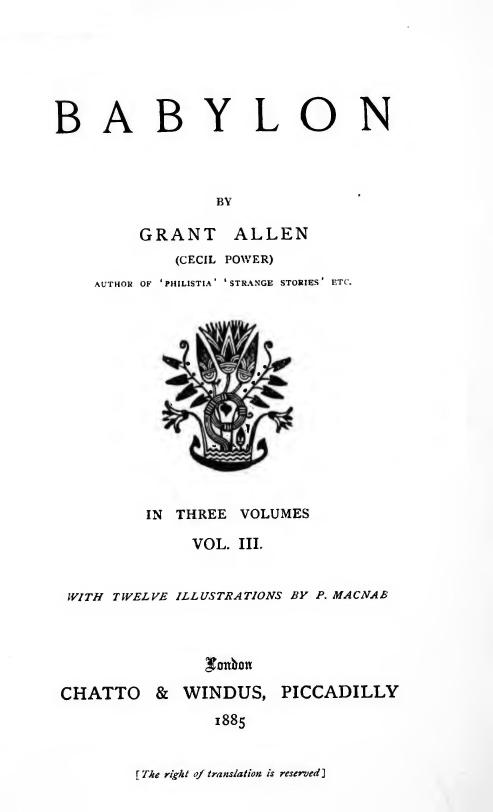 BABYLON
BY
GRANT ALLEN
(CECIL POWER)
AUTHOR OF 'PHILISTIA' 'STRANGE STORIES' ETC.
IN THREE VOLUMES
VOL. III.
WITH TWELVE ILLUSTRATIONS BY P. MACNAB
London
CHATTO & WINDUS, PICCADILLY
1885
[The right of translation is reserved]